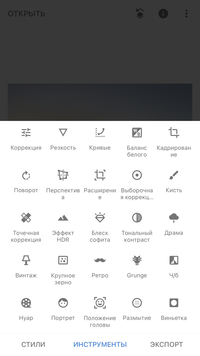 ОТКРЫТЬ
Коррекция Резкость Кривые Баланс белого Кадрирование
Поворот Перспектива Расширение Выборочная коррекц... Кисть
Точечная коррекция Эффект HDR Блеск софита Тональный контраст Драма
Винтаж Крупное зерно Ретро Grunge Ч/б
Нуар Портрет Положение головы Размытие Виньетка
СТИЛИ ИНСТРУМЕНТЫ ЭКСПОРТ